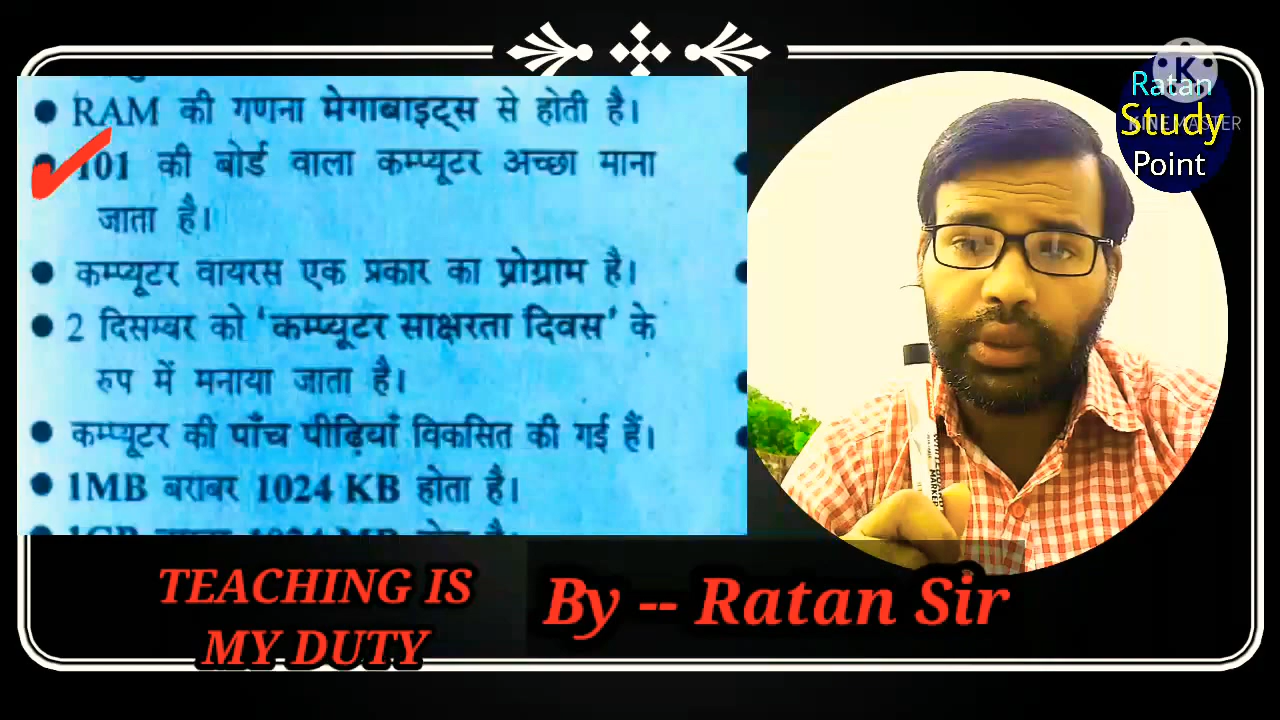 RAM की गणना मेगाबाइट्स से होती है।
101 की बोर्ड वाला कम्प्यूटर अच्छा माना
जाता है।
कम्प्यूटर वायरस एक प्रकार का प्रोग्राम है।
2 दिसम्बर को 'कम्प्यूटर साक्षरता दिवस' के
रुप में मनाया जाता है।
कम्प्यूटर की पाँच पीढ़ियाँ विकसित की गई हैं।
1MB बराबर 1024 KB होता है।
Ratan
Study
Point
K
MASTER
MARKER
TEACHING IS
MY DUTY
By -- Ratan Sir